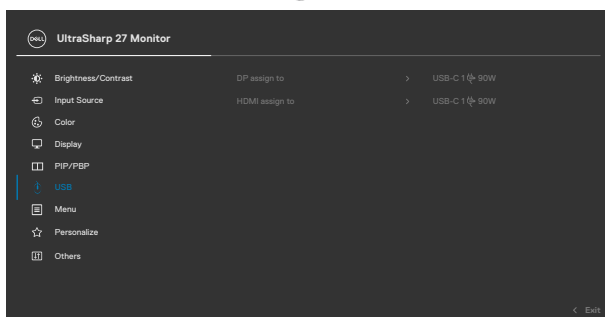 DELL
UltraSharp 27 Monitor
Brightness/Contrast
DP assign to > USB-C 1 90W
Input Source
HDMI assign to > USB-C 1 90W
Color
Display
PIP/PBP
USB
Menu
Personalize
Others
< Exit